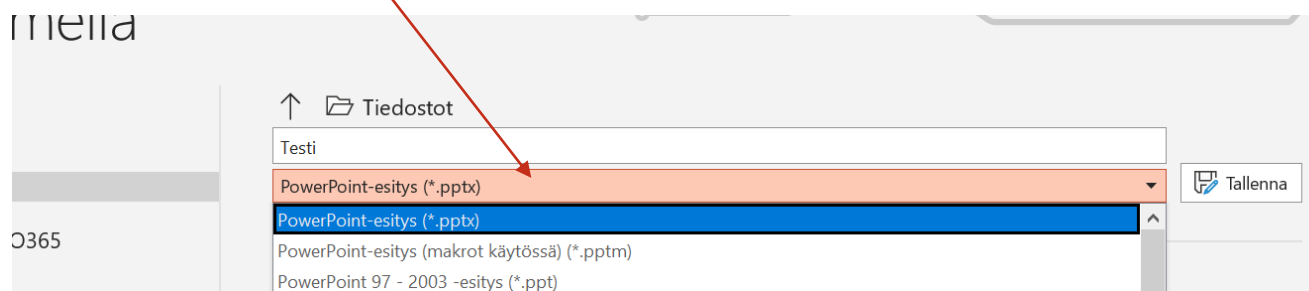 Tiedostot
Testi
PowerPoint-esitys (*.pptx)
Tallenna
PowerPoint-esitys (*.pptx)
O365
PowerPoint-esitys (makrot käytössä) (*.pptm)
PowerPoint 97 - 2003 -esitys (*.ppt)